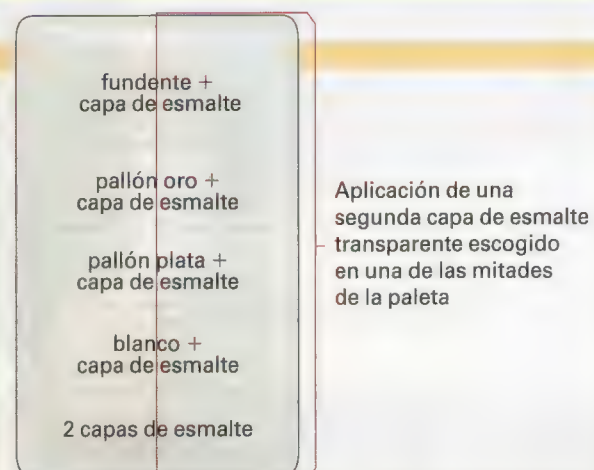 fundente +
capa de esmalte
pallón oro +
capa de esmalte
pallón plata +
capa de esmalte
blanco +
capa de esmalte
2 capas de esmalte
Aplicación de una
segunda capa de esmalte
transparente escogido
en una de las mitades
de la paleta